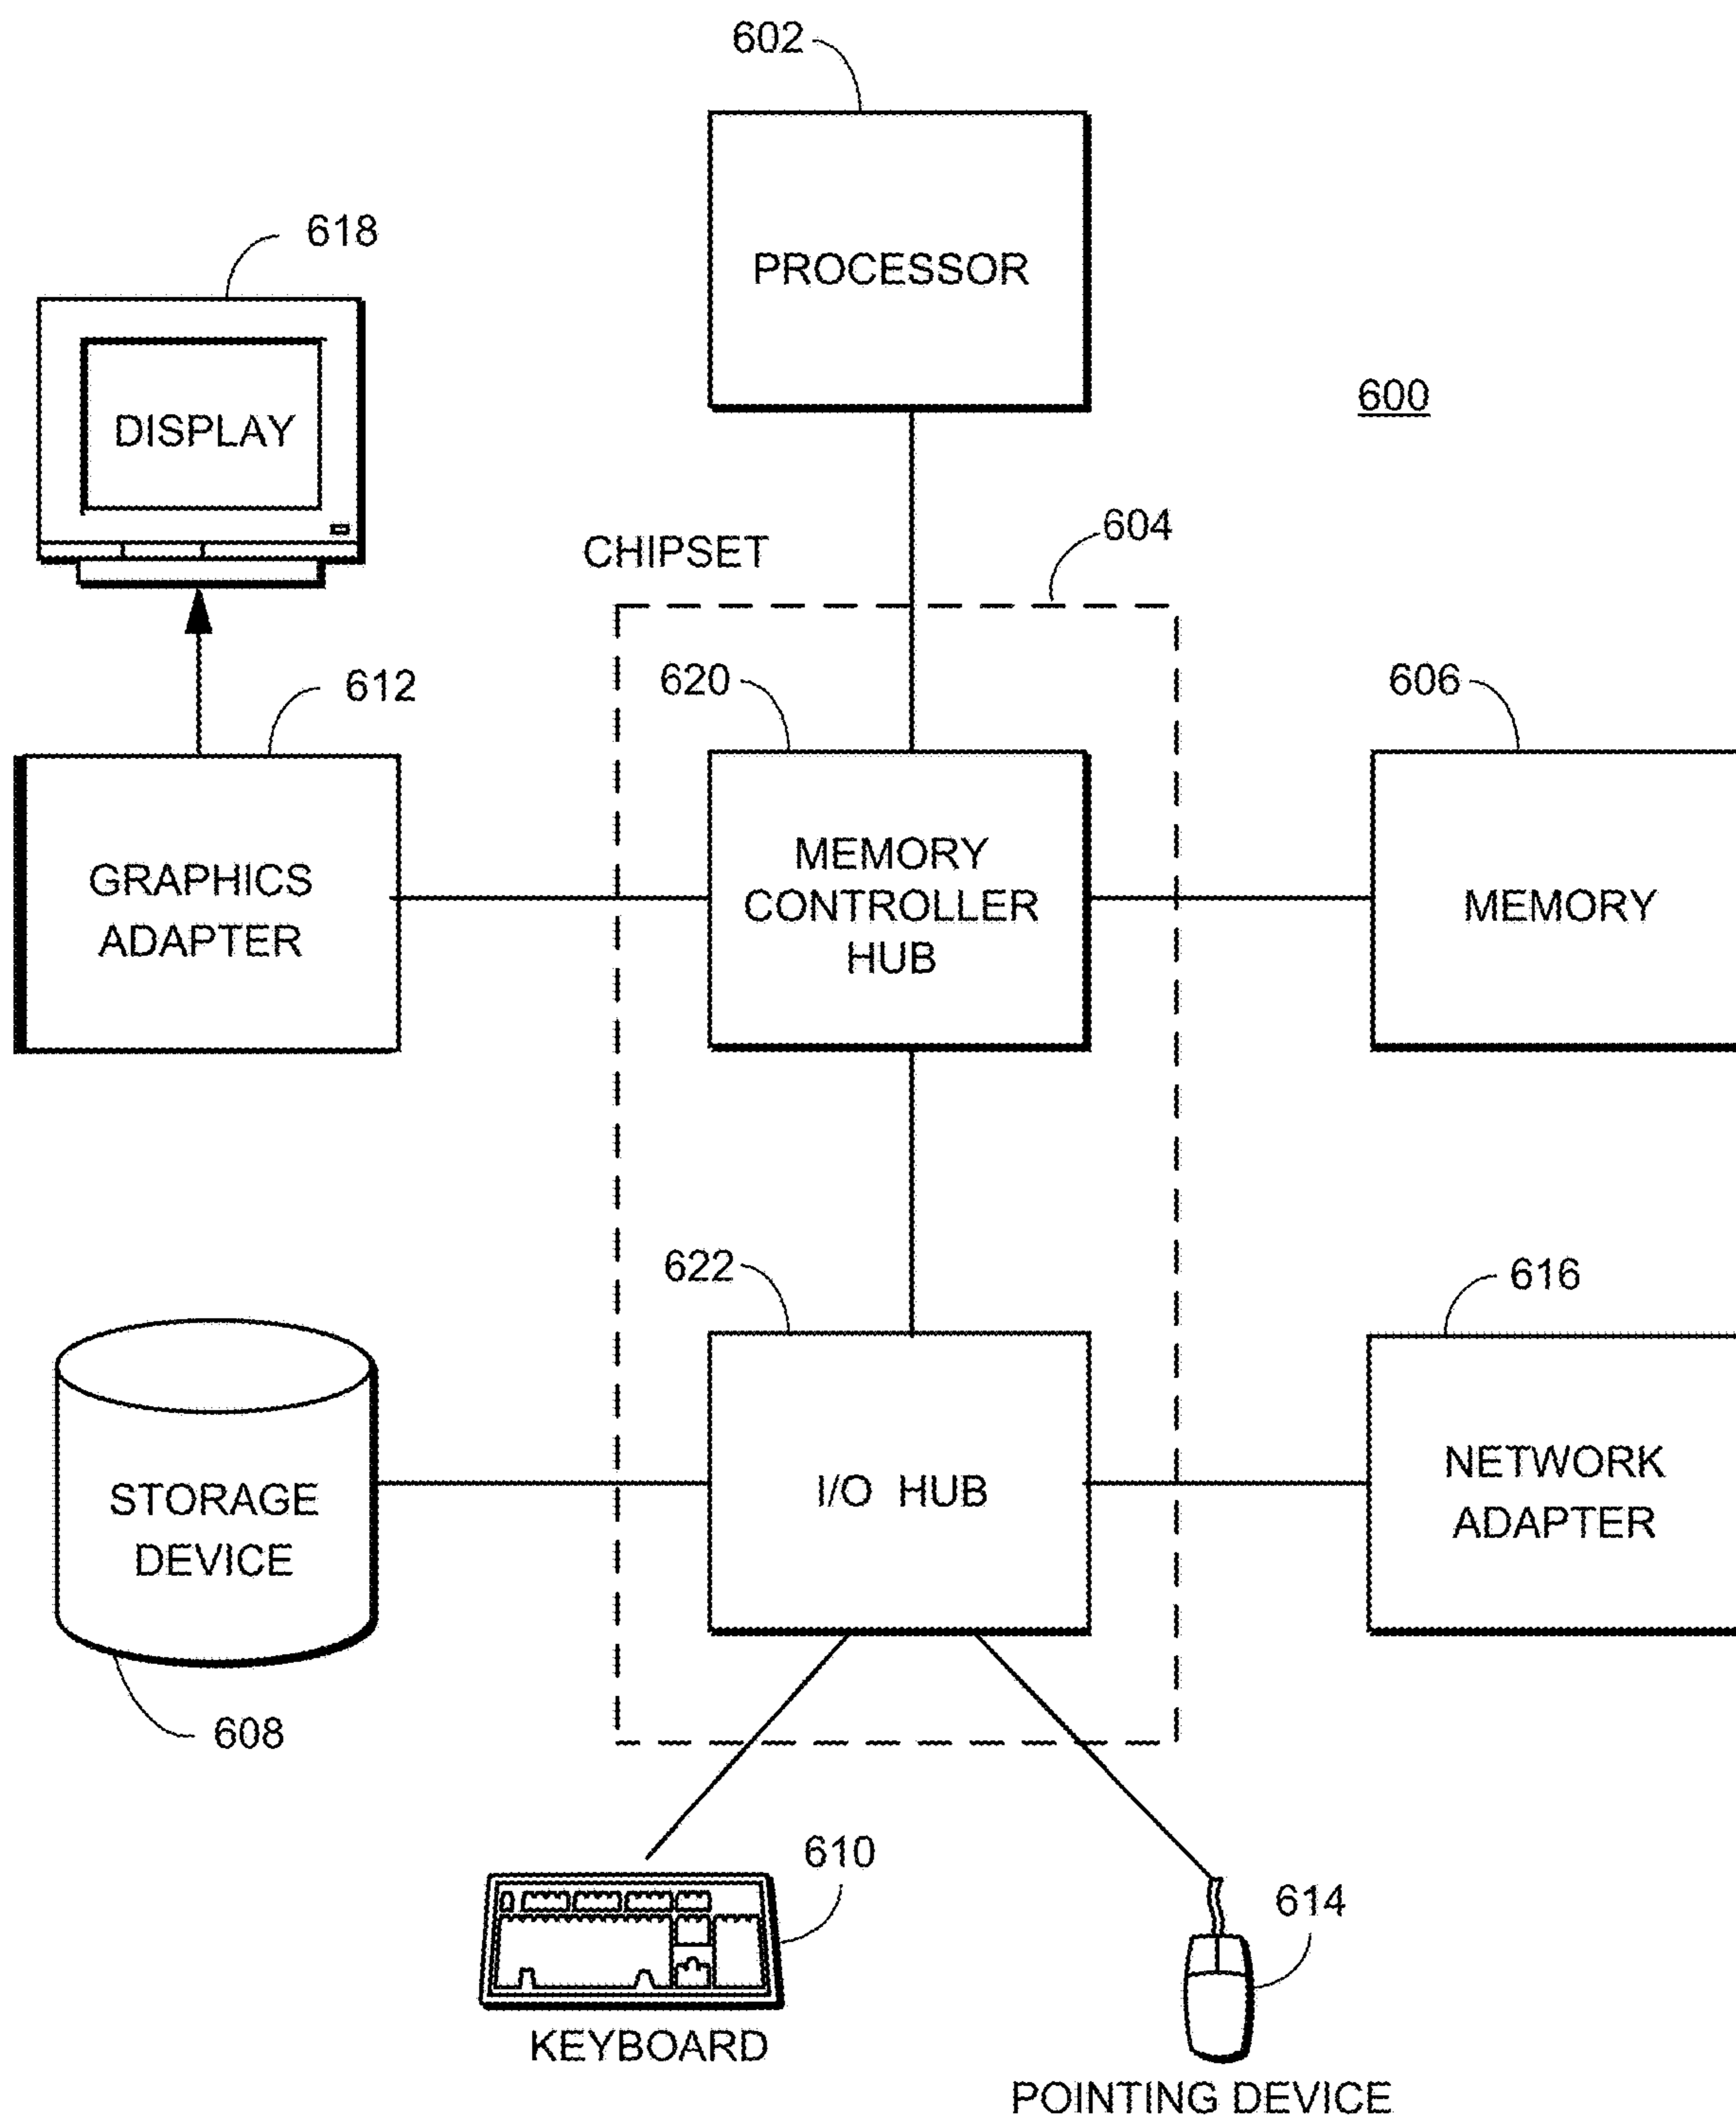 602
PROCESSOR
618
DISPLAY
600
604
CHIPSET
612
620
606
GRAPHICS
ADAPTER
MEMORY
CONTROLLER
HUB
MEMORY
622
616
STORAGE
DEVICE
I/O HUB
NETWORK
ADAPTER
608
610
KEYBOARD
614
POINTING DEVICE